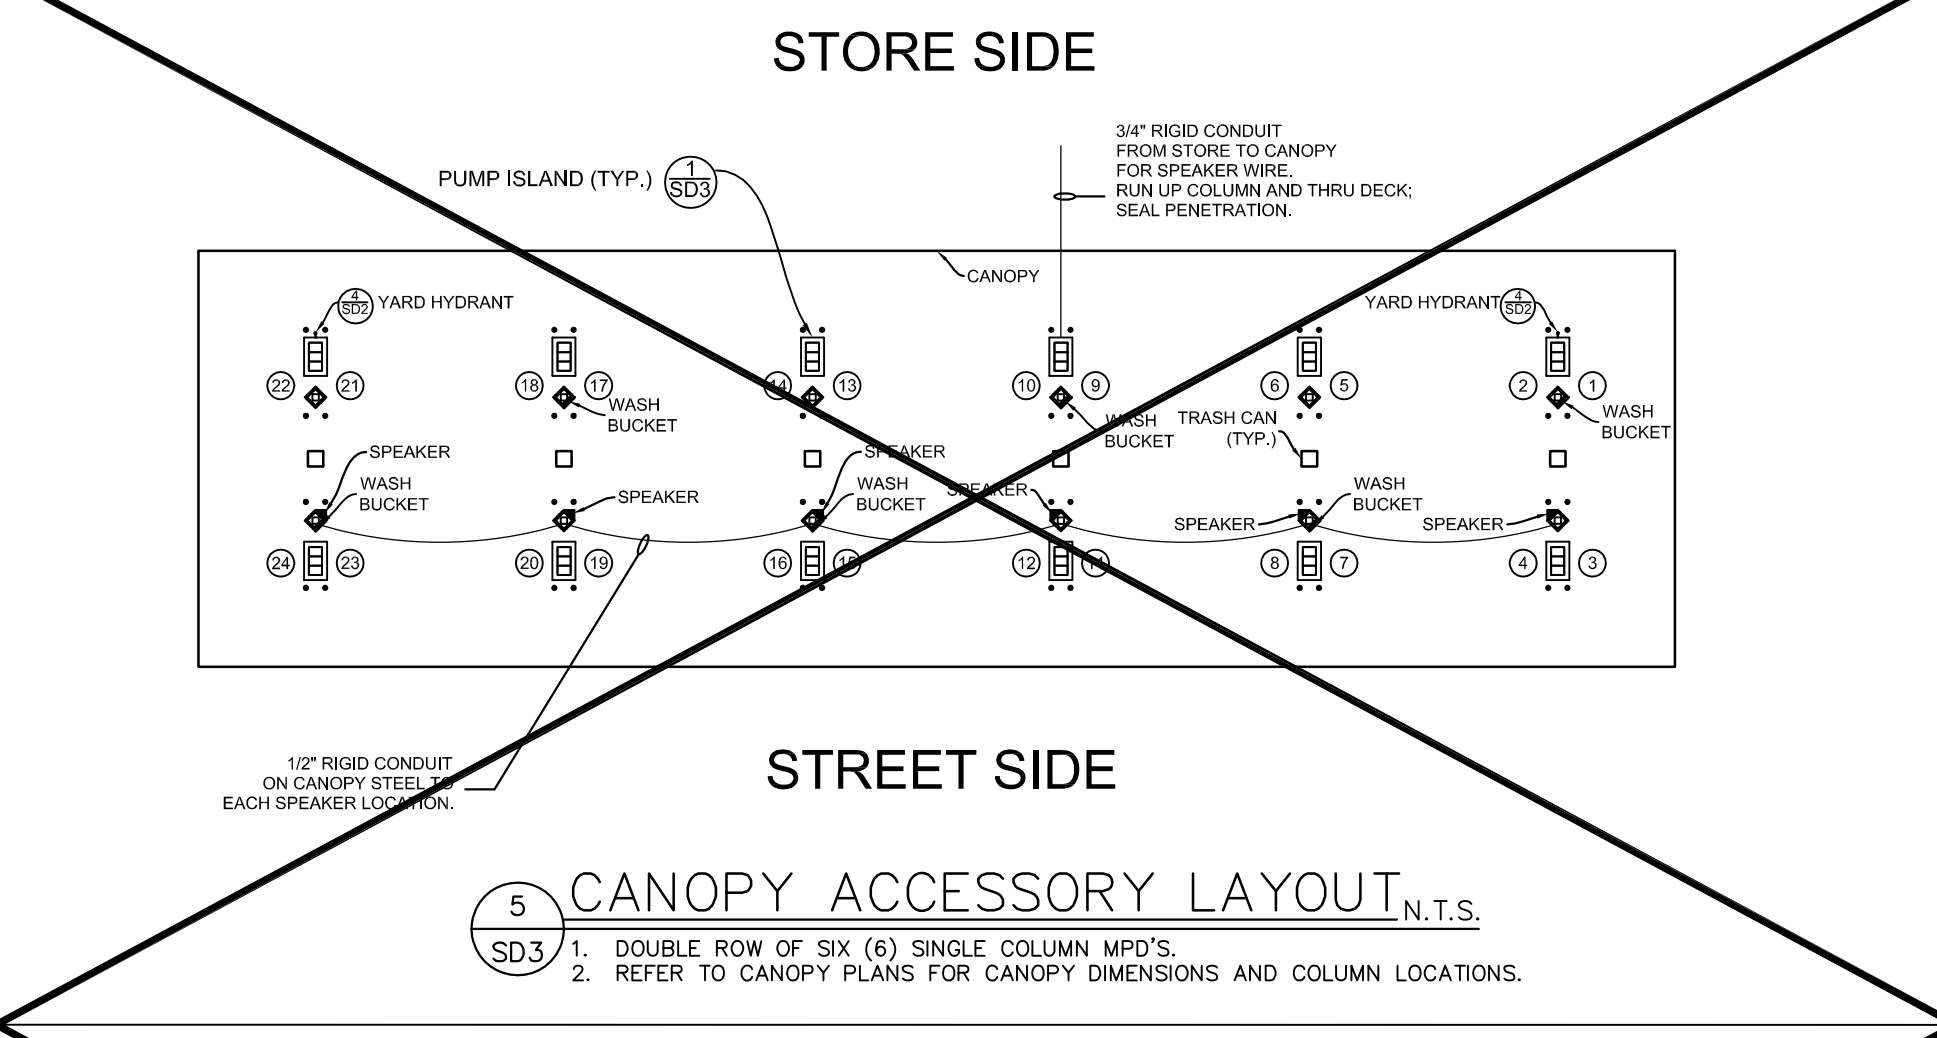 STORE SIDE
3/4" RIGID CONDUIT
FROM STORE TO CANOPY
FOR SPEAKER WIRE.
RUN UP COLUMN AND THRU DECK;
SEAL PENETRATION.
PUMP ISLAND (TYP.)
1
SD3
CANOPY
4
SD2
YARD HYDRANT
YARD HYDRANT
4
SD2
22
21
18
17
14
13
10
9
6
5
2
1
WASH
BUCKET
WASH
BUCKET
TRASH CAN
(TYP.)
WASH
BUCKET
SPEAKER
WASH
BUCKET
SPEAKER
SPEAKER
WASH
BUCKET
SPEAKER
SPEAKER
WASH
BUCKET
SPEAKER
24
23
20
19
16
15
12
11
8
7
4
3
1/2" RIGID CONDUIT
ON CANOPY STEEL TO
EACH SPEAKER LOCATION.
STREET SIDE
5
SD3
CANOPY ACCESSORY LAYOUT N.T.S.
1. DOUBLE ROW OF SIX (6) SINGLE COLUMN MPD'S.
2. REFER TO CANOPY PLANS FOR CANOPY DIMENSIONS AND COLUMN LOCATIONS.